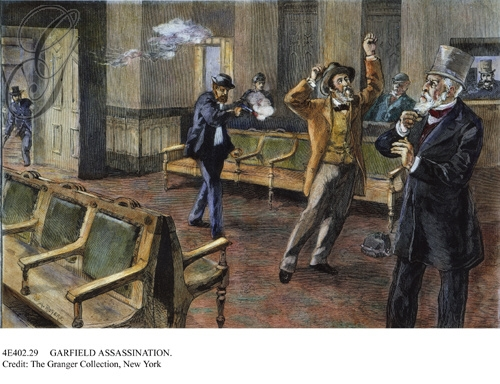 4E402.29 GARFIELD ASSASSINATION.
Credit: The Granger Collection, New York